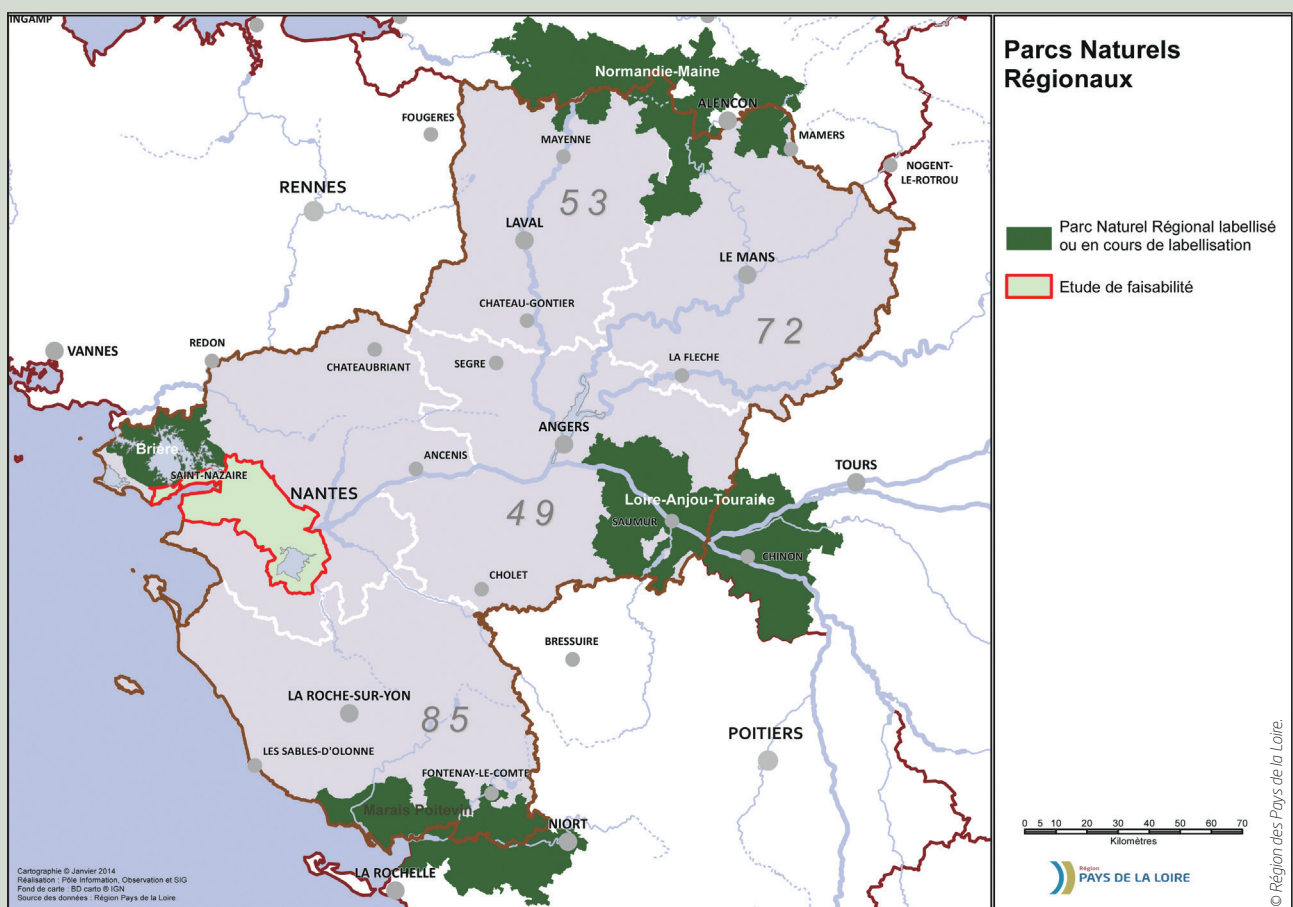 INGAMP
Normandie-Maine
ALENCON
FOUGERES
MAYENNE
MAMERS
NOGENT-
LE-ROTROU
RENNES
53
LAVAL
LE MANS
CHATEAU-GONTIER
72
VANNES
REDON
CHATEAUBRIANT
SEGRE
LA FLECHE
ANGERS
Brière
ANCENIS
SAINT-NAZAIRE
TOURS
NANTES
Loire-Anjou-Touraine
49
SAUMUR
CHINON
CHOLET
BRESSUIRE
LA ROCHE-SUR-YON
85
POITIERS
LES SABLES-D'OLONNE
FONTENAY-LE-COMTE
Marais Poitevin
NIORT
LA ROCHELLE
Cartographie © Janvier 2014
Réalisation : Pôle Information, Observation et SIG
Fond de carte : BD carto ® IGN
Source des données : Région Pays de la Loire
Parcs Naturels
Régionaux
Parc Naturel Régional labellisé
ou en cours de labellisation
Etude de faisabilité
0 5 10 20 30 40 50 60 70
Kilomètres
Région
PAYS DE LA LOIRE
© Région des Pays de la Loire.